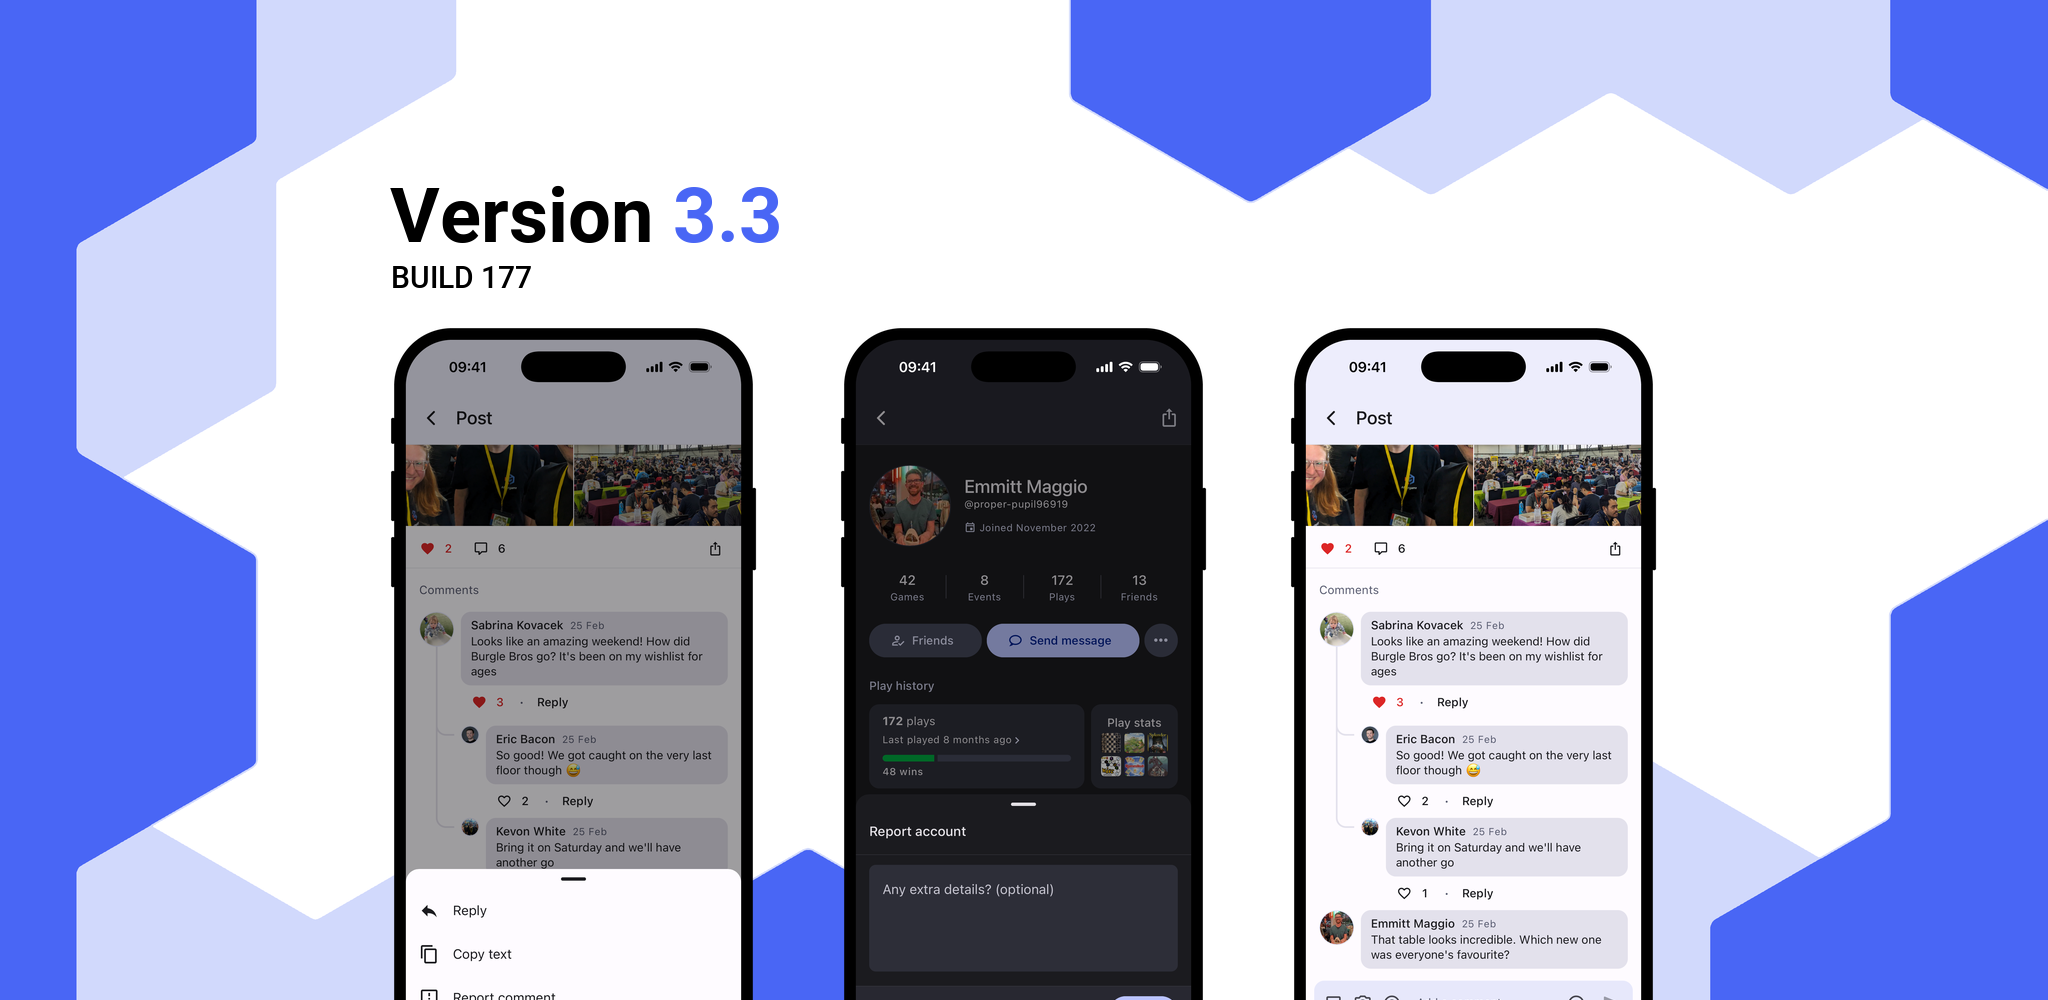 Version 3.3
BUILD 177
09:41
Post
2
6
Comments
Sabrina Kovacek 25 Feb
Looks like an amazing weekend! How did
Burgle Bros go? It's been on my wishlist for
ages
3 · Reply
Eric Bacon 25 Feb
So good! We got caught on the very last
floor though 😅
2 · Reply
Kevon White 25 Feb
Bring it on Saturday and we'll have
another go
Reply
Copy text
Report comment
09:41
Emmitt Maggio
@proper-pupil96919
Joined November 2022
42 8 172 13
Games Events Plays Friends
Friends
Send message
Play history
172 plays
Last played 8 months ago >
48 wins
Play stats
Report account
Any extra details? (optional)
09:41
Post
2
6
Comments
Sabrina Kovacek 25 Feb
Looks like an amazing weekend! How did
Burgle Bros go? It's been on my wishlist for
ages
3 · Reply
Eric Bacon 25 Feb
So good! We got caught on the very last
floor though 😅
2 · Reply
Kevon White 25 Feb
Bring it on Saturday and we'll have
another go
1 · Reply
Emmitt Maggio 25 Feb
That table looks incredible. Which new one
was everyone's favourite?